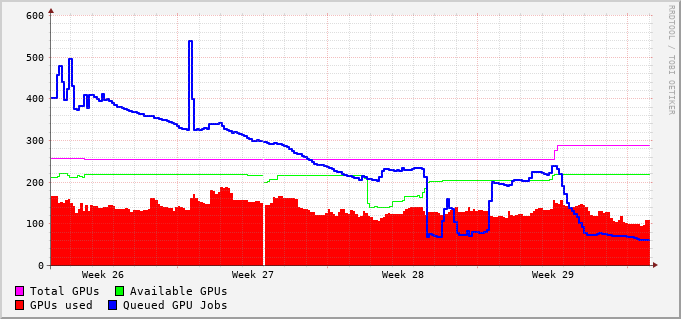 600
500
400
300
200
100
0
Week 26 Week 27 Week 28 Week 29
Total GPUs Available GPUs
GPUs used Queued GPU Jobs
RRDTOOL / TOBI OETIKER